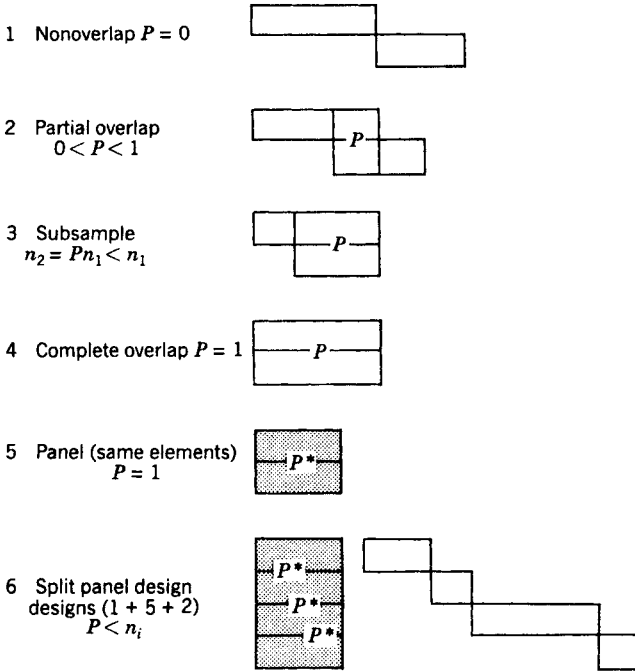 1 Nonoverlap P = 0
2 Partial overlap
0 < P < 1
P
3 Subsample
n₂ = Pn₁ < n₁
P
4 Complete overlap P = 1
P
5 Panel (same elements)
P = 1
P*
6 Split panel design
designs (1 + 5 + 2)
P < nᵢ
P*
P*
P*